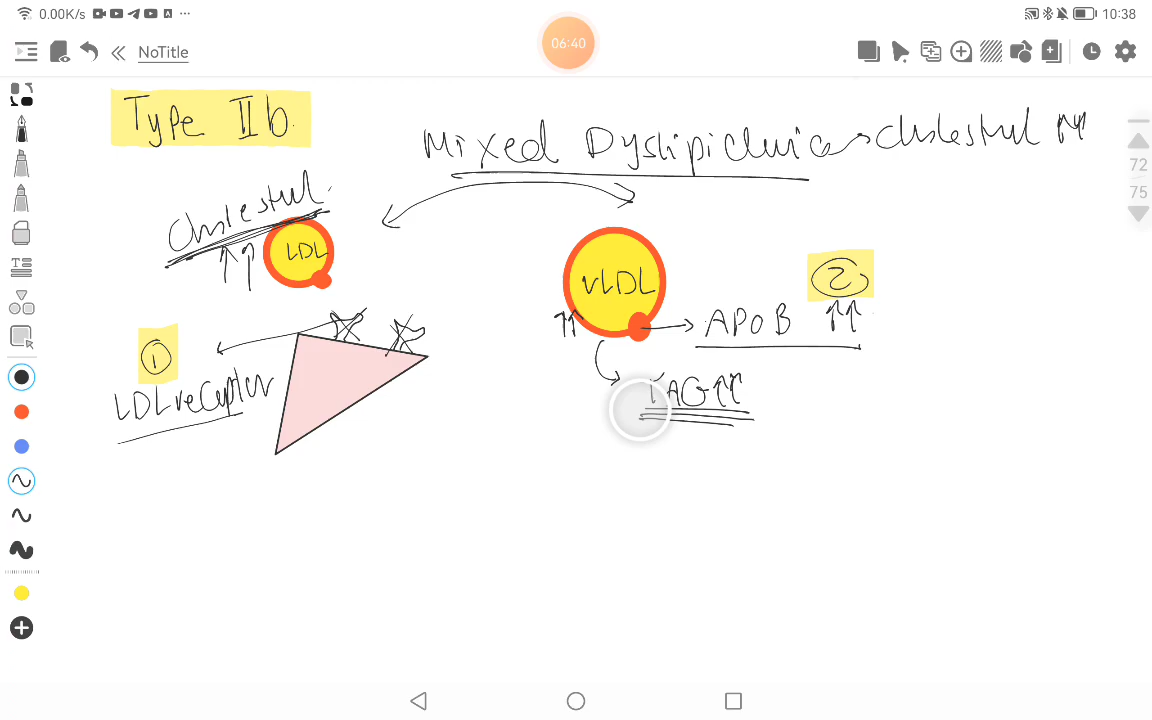 0.00K/s
10:38
06:40
NoTitle
72
75
Type IIb.
Mixed Dyslipidemia → cholesterol ↑↑
Cholesterol
↑↑
LDL
VLDL
↑↑
2
APOB ↑↑
1
LDL receptor
TAG↑↑